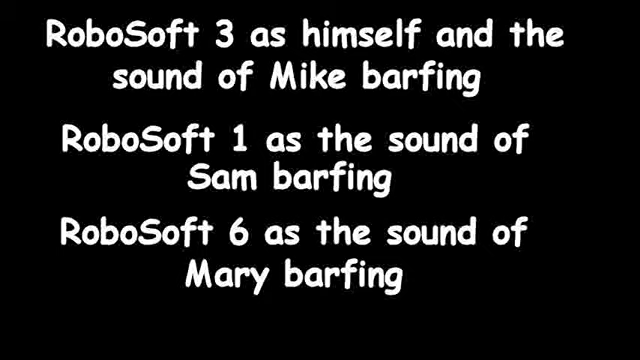 RoboSoft 3 as himself and the
sound of Mike barfing
RoboSoft 1 as the sound of
Sam barfing
RoboSoft 6 as the sound of
Mary barfing